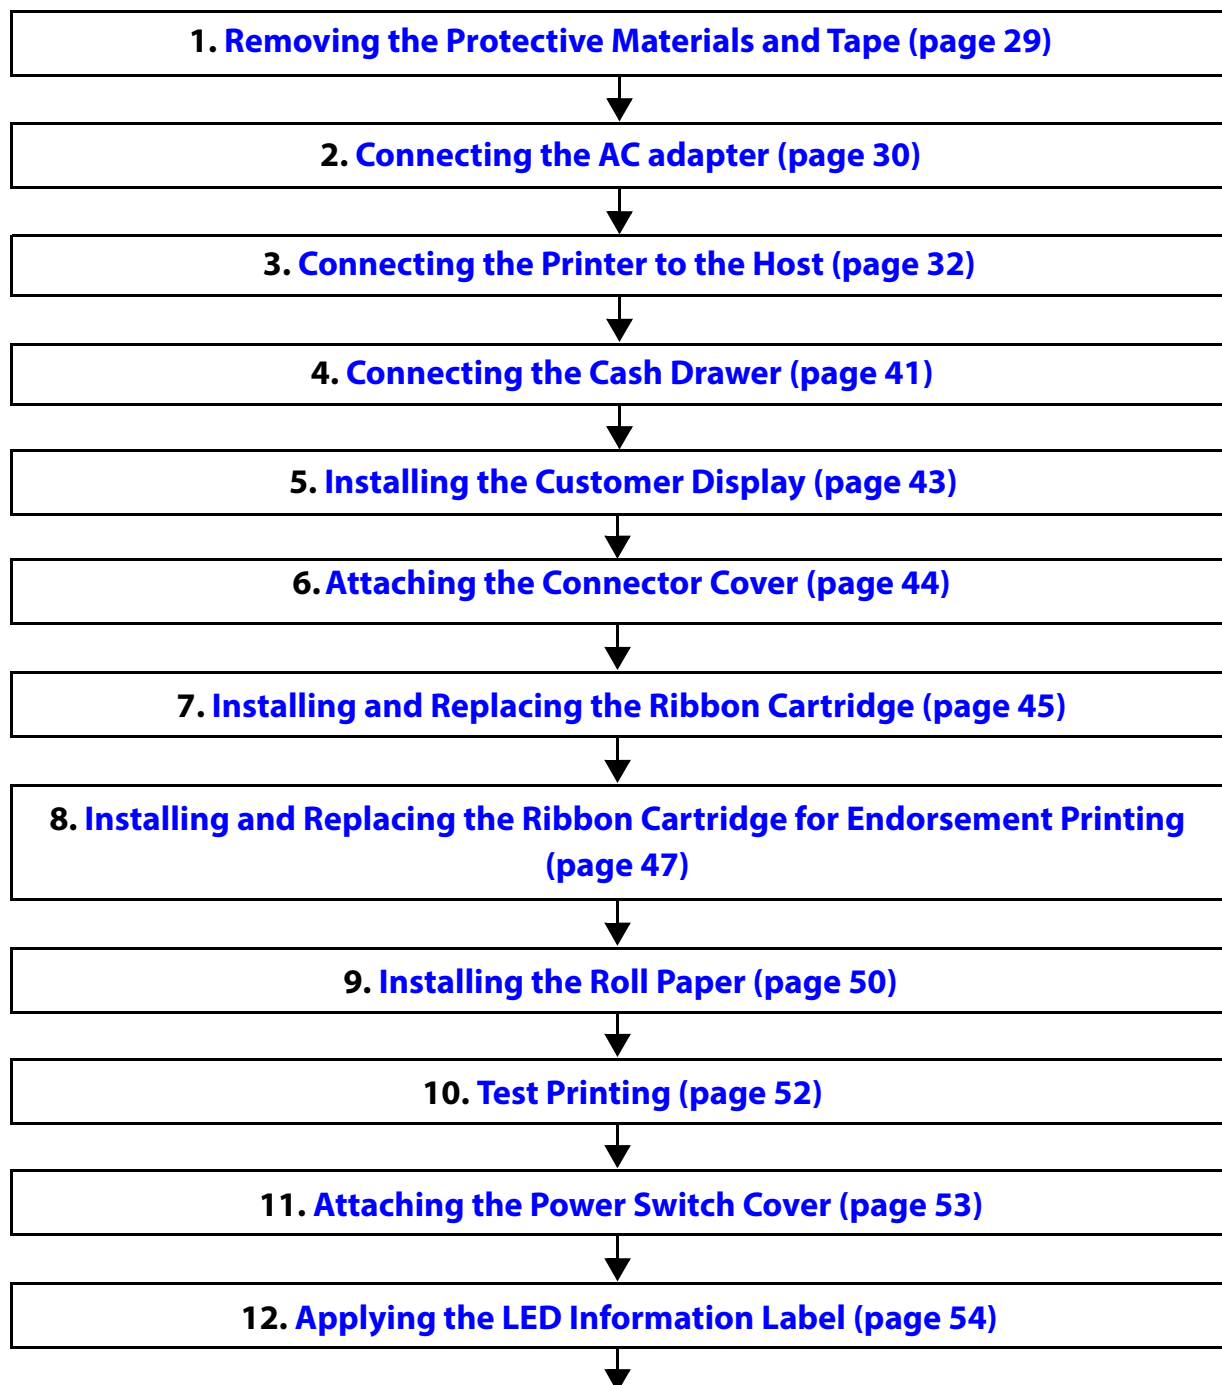 1. Removing the Protective Materials and Tape (page 29)
2. Connecting the AC adapter (page 30)
3. Connecting the Printer to the Host (page 32)
4. Connecting the Cash Drawer (page 41)
5. Installing the Customer Display (page 43)
6. Attaching the Connector Cover (page 44)
7. Installing and Replacing the Ribbon Cartridge (page 45)
8. Installing and Replacing the Ribbon Cartridge for Endorsement Printing
(page 47)
9. Installing the Roll Paper (page 50)
10. Test Printing (page 52)
11. Attaching the Power Switch Cover (page 53)
12. Applying the LED Information Label (page 54)